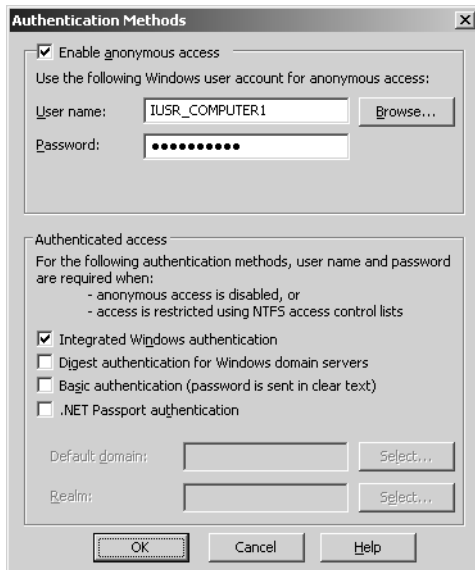 Authentication Methods
Enable anonymous access
Use the following Windows user account for anonymous access:
User name: IUSR_COMPUTER1 Browse...
Password: ●●●●●●●●●●
Authenticated access
For the following authentication methods, user name and password
are required when:
- anonymous access is disabled, or
- access is restricted using NTFS access control lists
Integrated Windows authentication
Digest authentication for Windows domain servers
Basic authentication (password is sent in clear text)
.NET Passport authentication
Default domain: Select...
Realm: Select...
OK Cancel Help